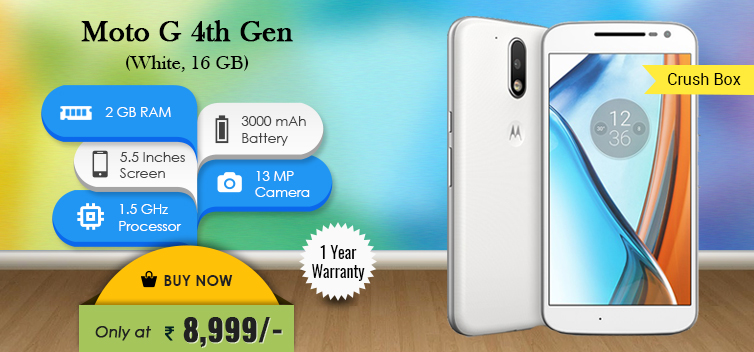 Moto G 4th Gen
(White, 16 GB)
2 GB RAM
3000 mAh
Battery
5.5 Inches
Screen
13 MP
Camera
1.5 GHz
Processor
1 Year
Warranty
BUY NOW
Only at ₹ 8,999/-
Crush Box
12
36